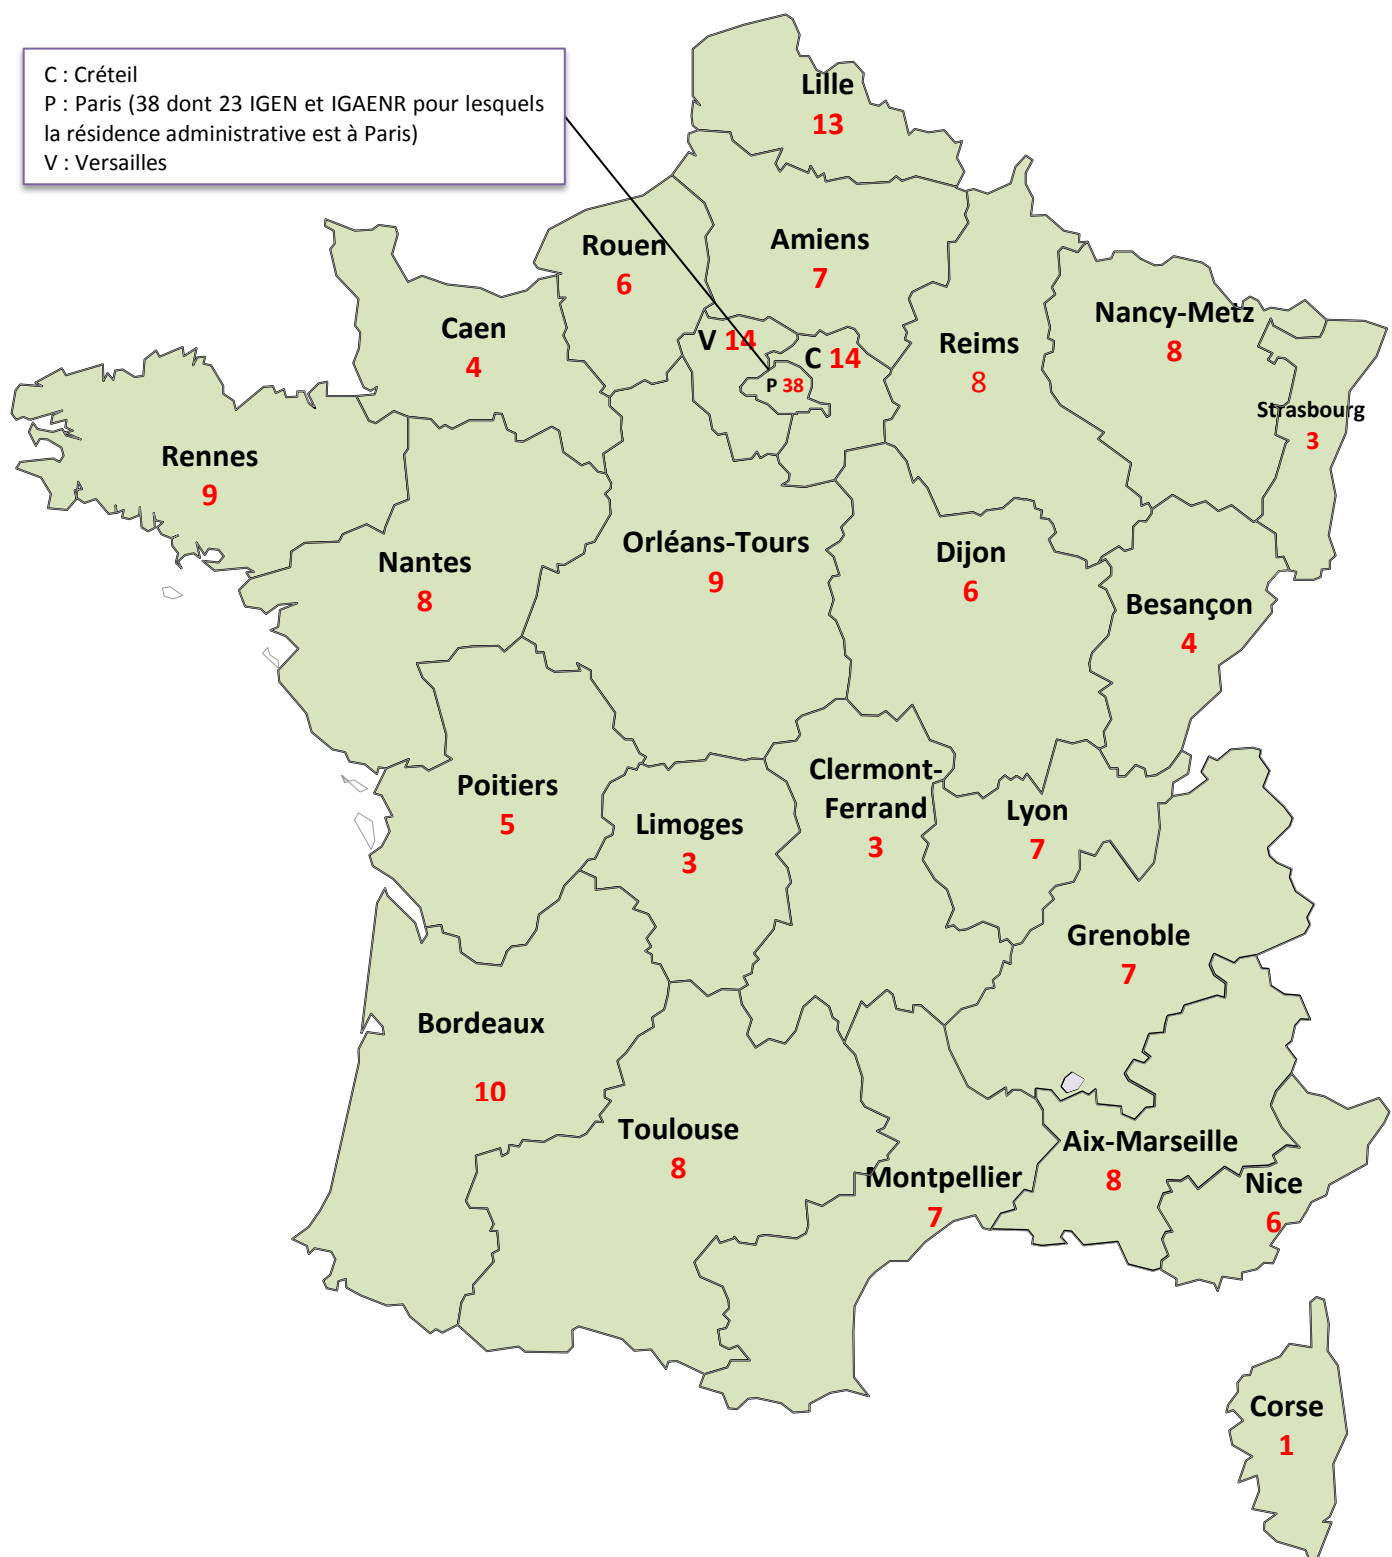 C : Créteil
P : Paris (38 dont 23 IGEN et IGAENR pour lesquels
la résidence administrative est à Paris)
V : Versailles
Lille
13
Rouen
6
Amiens
7
Caen
4
V 14
C 14
P 38
Reims
8
Nancy-Metz
8
Strasbourg
3
Rennes
9
Nantes
8
Orléans-Tours
9
Dijon
6
Besançon
4
Poitiers
5
Limoges
3
Clermont-
Ferrand
3
Lyon
7
Grenoble
7
Bordeaux
10
Toulouse
8
Montpellier
7
Aix-Marseille
8
Nice
6
Corse
1